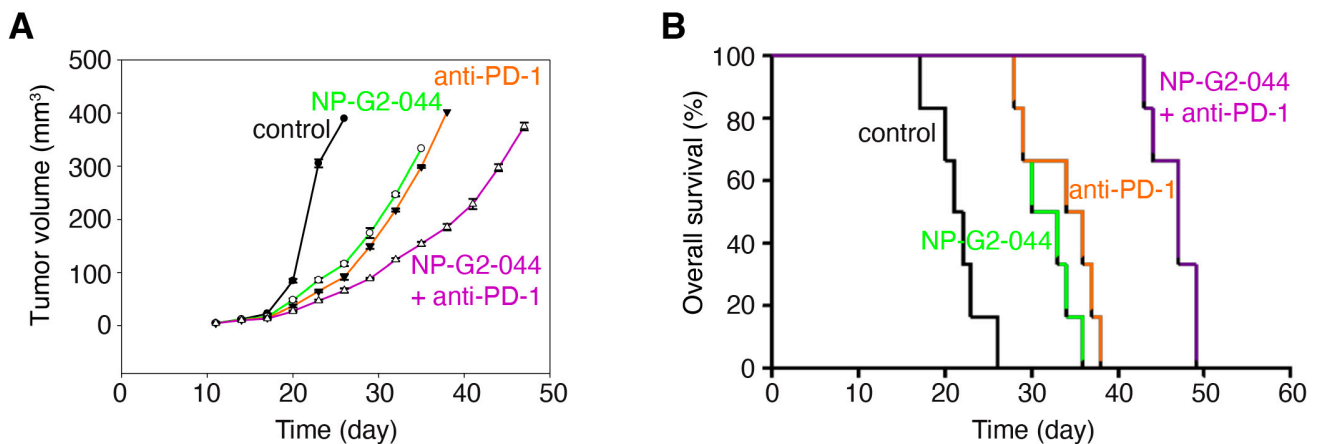 A
B
Tumor volume (mm³)
500
400
300
200
100
0
0
10
20
30
40
50
Time (day)
control
NP-G2-044
anti-PD-1
NP-G2-044
+ anti-PD-1
Overall survival (%)
100
80
60
40
20
0
0
10
20
30
40
50
60
Time (day)
control
NP-G2-044
anti-PD-1
NP-G2-044
+ anti-PD-1